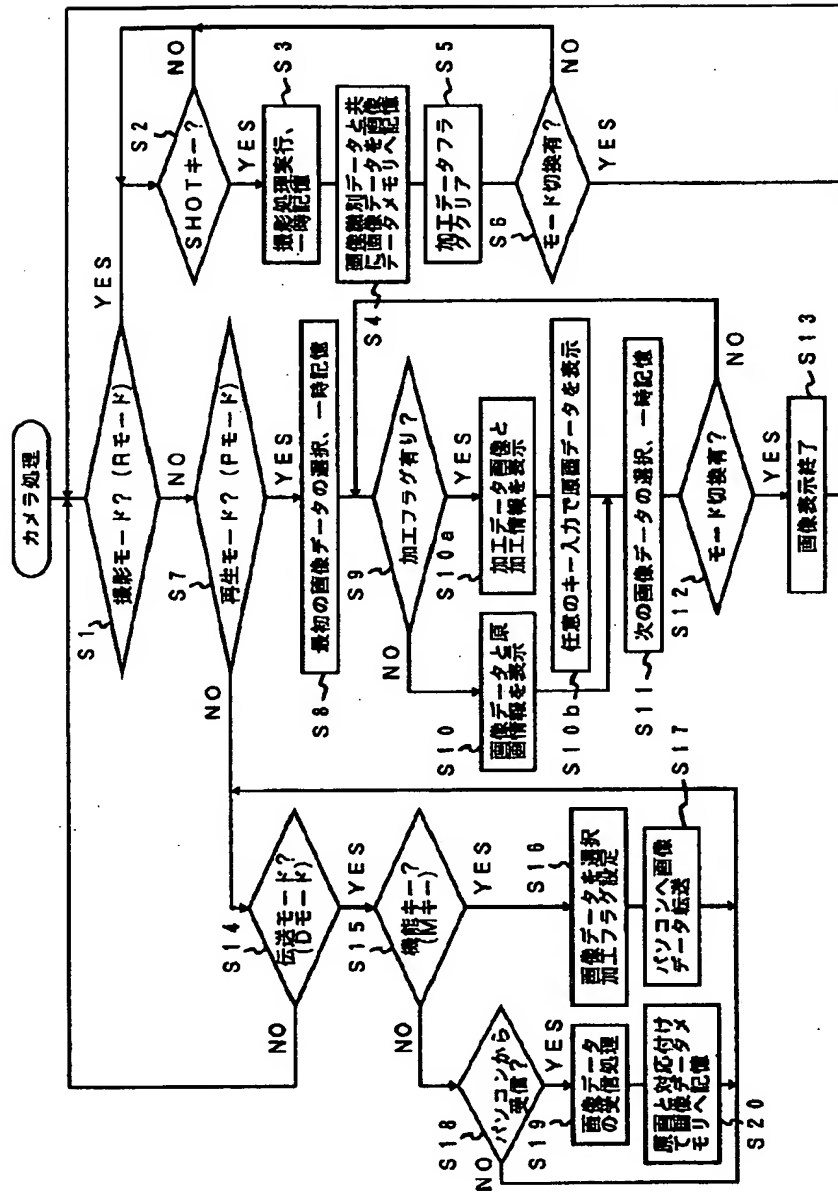 カメラ処理
S1
撮影モード? (Rモード)
YES
NO
S2
SHOTキー?
NO
YES
S3
撮影処理実行、
一時記憶
S4
画像識別データと共
に画像データを画像
データメモリへ記憶
S5
加工データフラ
グクリア
S6
モード切換有?
NO
YES
S7
再生モード? (Pモード)
NO
YES
S8
最初の画像データの選択、一時記憶
S9
加工フラグ有り?
NO
YES
S10
画像データと原
画情報を表示
S10a
加工データ画像と
加工情報を表示
S10b
任意のキー入力で原画データを表示
S11
次の画像データの選択、一時記憶
S12
モード切換有?
NO
YES
S13
画像表示終了
S14
伝送モード?
(Dモード)
NO
YES
S15
機能キー?
(Mキー)
NO
YES
S16
画像データを選択
加工フラグ設定
S17
パソコンへ画像
データ転送
S18
パソコンから
受信?
NO
YES
S19
画像データ
の受信処理
S20
原画と対応付け
て画像データメ
モリへ記憶